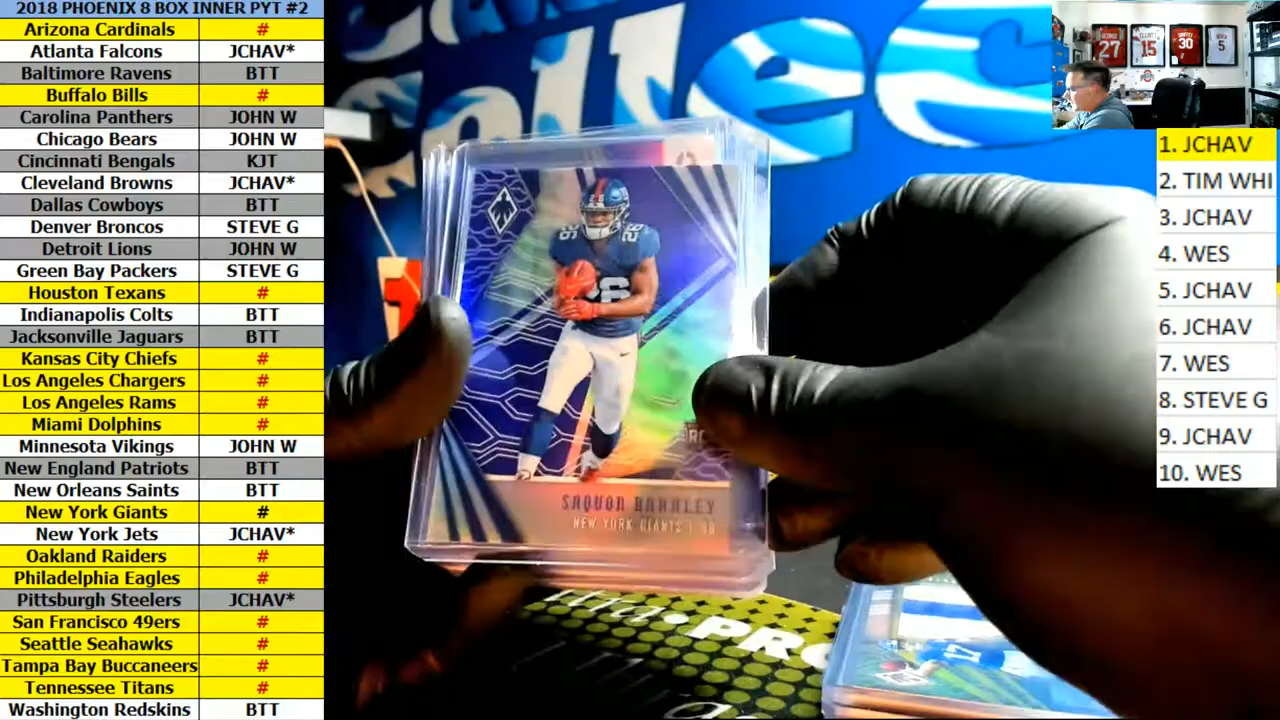 2018 PHOENIX 8 BOX INNER PYT #2
Arizona Cardinals #
Atlanta Falcons JCHAV*
Baltimore Ravens BTT
Buffalo Bills #
Carolina Panthers JOHN W
Chicago Bears JOHN W
Cincinnati Bengals KJT
Cleveland Browns JCHAV*
Dallas Cowboys BTT
Denver Broncos STEVE G
Detroit Lions JOHN W
Green Bay Packers STEVE G
Houston Texans #
Indianapolis Colts BTT
Jacksonville Jaguars BTT
Kansas City Chiefs #
Los Angeles Chargers #
Los Angeles Rams #
Miami Dolphins #
Minnesota Vikings JOHN W
New England Patriots BTT
New Orleans Saints BTT
New York Giants #
New York Jets JCHAV*
Oakland Raiders #
Philadelphia Eagles #
Pittsburgh Steelers JCHAV*
San Francisco 49ers #
Seattle Seahawks #
Tampa Bay Buccaneers #
Tennessee Titans #
Washington Redskins BTT
26
26
SAQUON BARKLEY
NEW YORK GIANTS
PRO
27
15
30
5
1. JCHAV
2. TIM WHI
3. JCHAV
4. WES
5. JCHAV
6. JCHAV
7. WES
8. STEVE G
9. JCHAV
10. WES